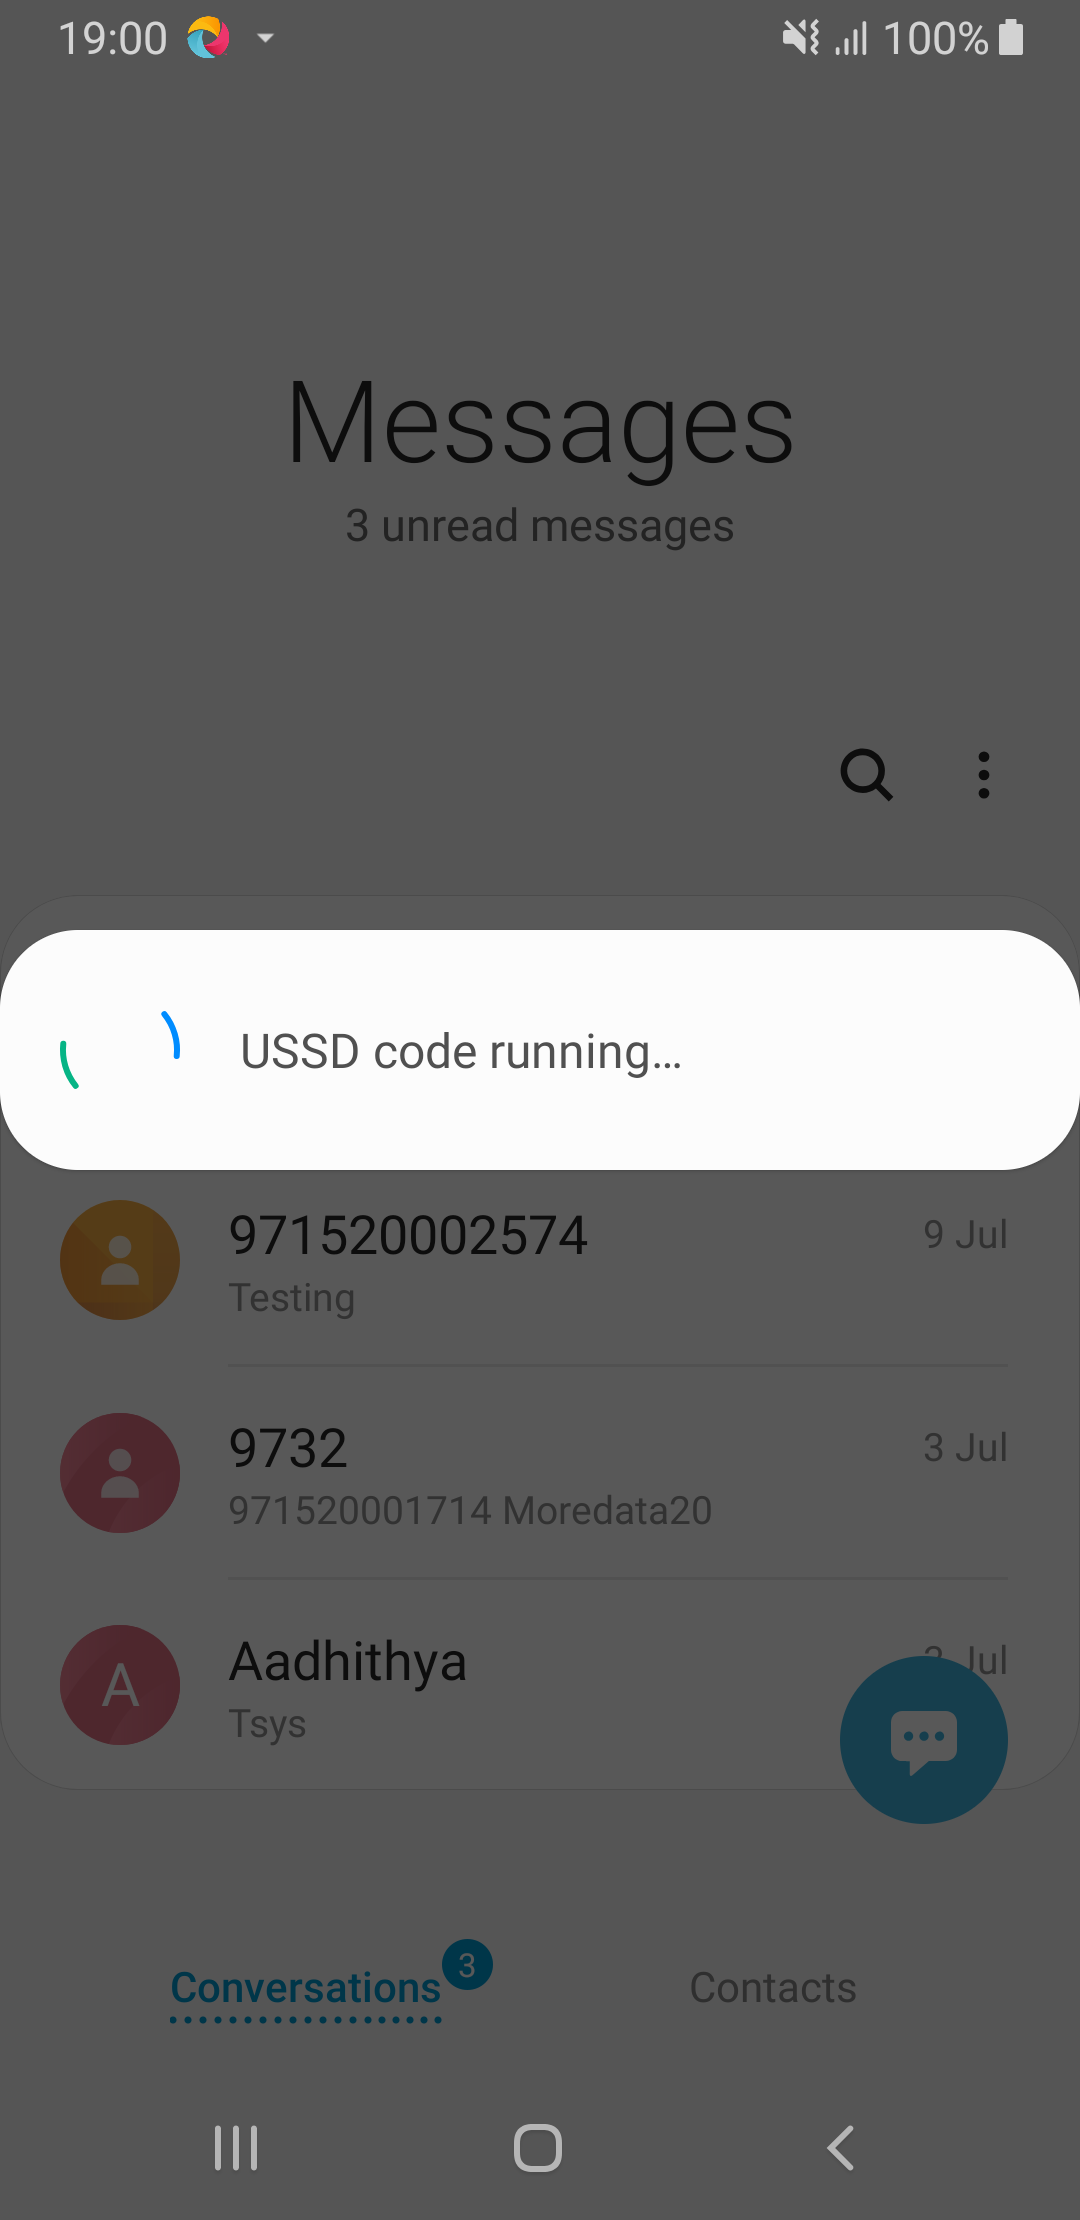 19:00
100%
Messages
3 unread messages
USSD code running...
971520002574
9 Jul
Testing
9732
3 Jul
971520001714 Moredata20
A
Aadhithya
Jul
Tsys
Conversations
3
Contacts